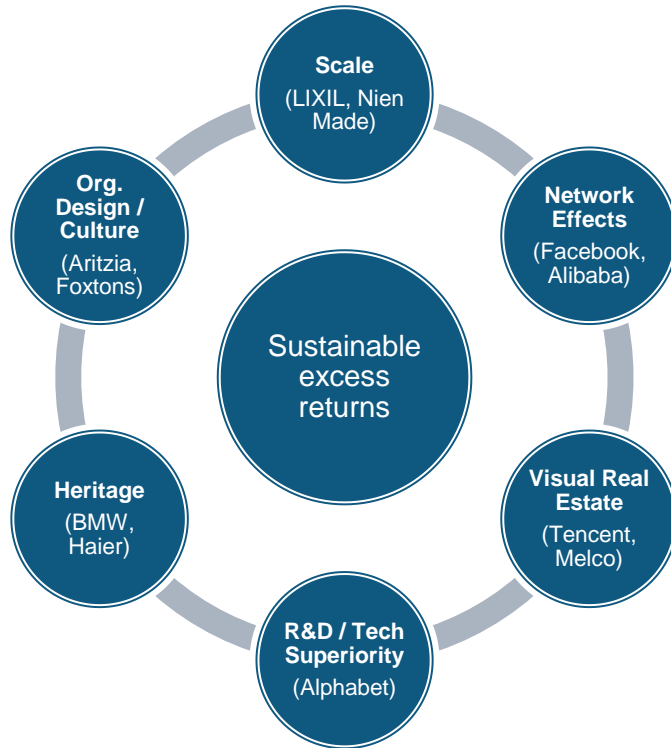 Scale
(LIXIL, Nien
Made)
Network
Effects
(Facebook,
Alibaba)
Visual Real
Estate
(Tencent,
Melco)
R&D / Tech
Superiority
(Alphabet)
Heritage
(BMW,
Haier)
Org.
Design /
Culture
(Aritzia,
Foxtons)
Sustainable
excess
returns